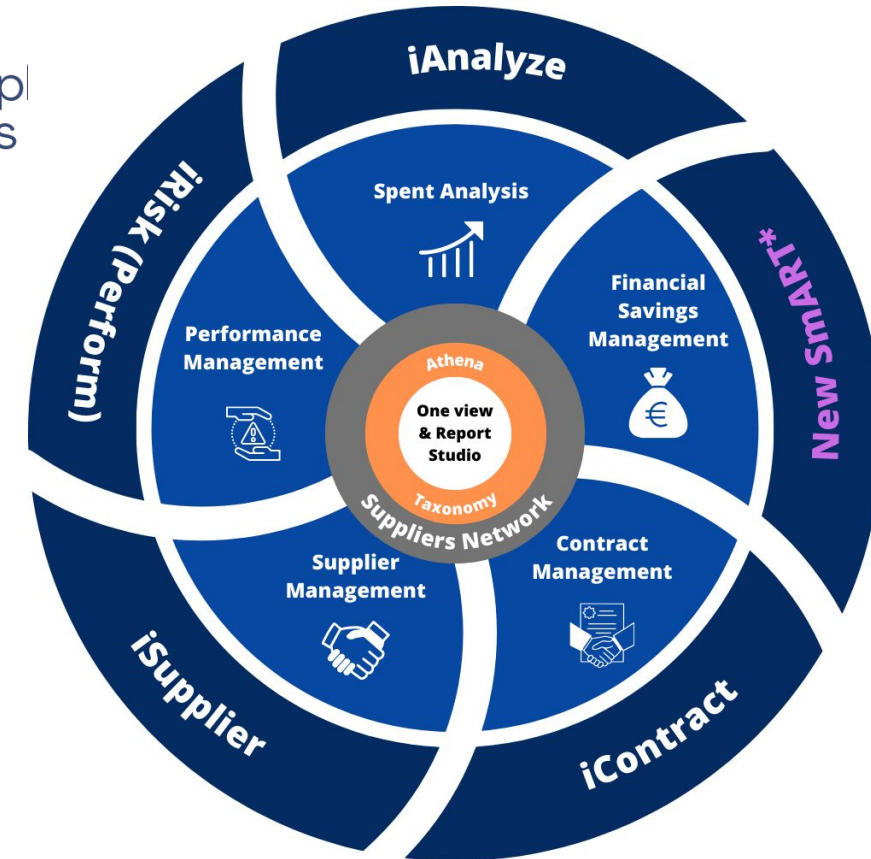 iAnalyze
Spent Analysis
New SmART*
Financial
Savings
Management
iContract
Contract
Management
iSupplier
Supplier
Management
iRisk (Perform)
Performance
Management
Athena
One view
& Report
Studio
Taxonomy
Suppliers Network